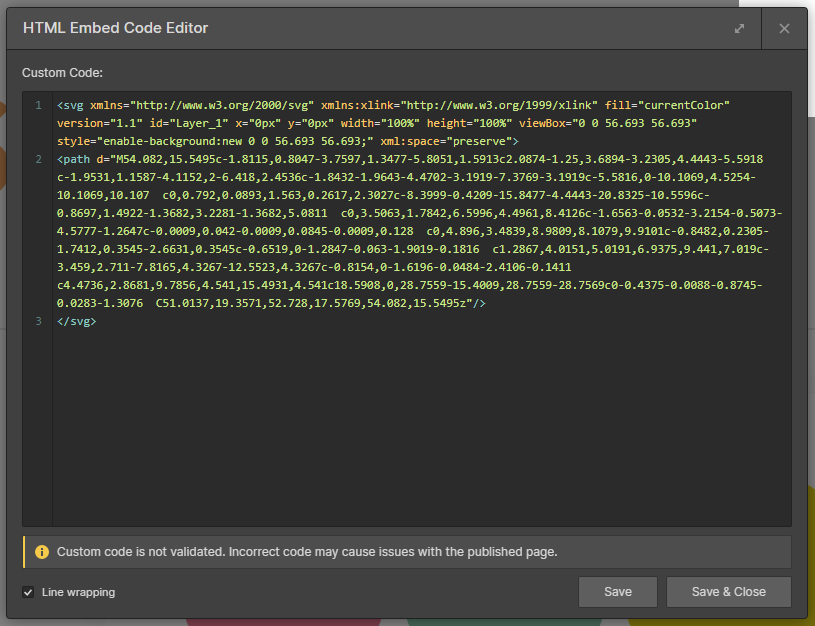 HTML Embed Code Editor
Custom Code:
1 <svg xmlns="http://www.w3.org/2000/svg" xmlns:xlink="http://www.w3.org/1999/xlink" fill="currentColor"
version="1.1" id="Layer_1" x="0px" y="0px" width="100%" height="100%" viewBox="0 0 56.693 56.693"
style="enable-background:new 0 0 56.693 56.693;" xml:space="preserve">
2 <path d="M54.082,15.5495c-1.8115,0.8047-3.7597,1.3477-5.8051,1.5913c2.0874-1.25,3.6894-3.2305,4.4443-5.5918
c-1.9531,1.1587-4.1152,2-6.418,2.4536c-1.8432-1.9643-4.4702-3.1919-7.3769-3.1919c-5.5816,0-10.1069,4.5254-
10.1069,10.107  c0,0.792,0.0893,1.563,0.2617,2.3027c-8.3999-0.4209-15.8477-4.4443-20.8325-10.5596c-
0.8697,1.4922-1.3682,3.2281-1.3682,5.0811  c0,3.5063,1.7842,6.5996,4.4961,8.4126c-1.6563-0.0532-3.2154-0.5073-
4.5777-1.2647c-0.0009,0.042-0.0009,0.0845-0.0009,0.128  c0,4.896,3.4839,8.9809,8.1079,9.9101c-0.8482,0.2305-
1.7412,0.3545-2.6631,0.3545c-0.6519,0-1.2847-0.063-1.9019-0.1816  c1.2867,4.0151,5.0191,6.9375,9.441,7.019c-
3.459,2.711-7.8165,4.3267-12.5523,4.3267c-0.8154,0-1.6196-0.0484-2.4106-0.1411
c4.4736,2.8681,9.7856,4.541,15.4931,4.541c18.5908,0,28.7559-15.4009,28.7559-28.7569c0-0.4375-0.0088-0.8745-
0.0283-1.3076  C51.0137,19.3571,52.728,17.5769,54.082,15.5495z"/>
3 </svg>
Custom code is not validated. Incorrect code may cause issues with the published page.
Line wrapping
Save
Save & Close